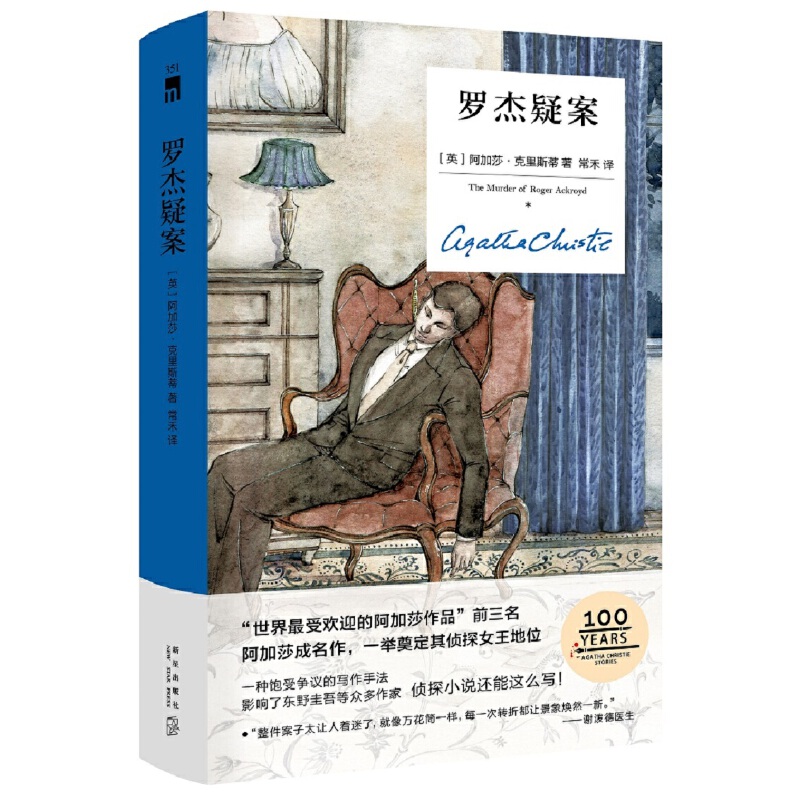 351
罗杰疑案
[英]阿加莎·克里斯蒂 著 常禾 译
新星出版社
NEW STAR PRESS
罗杰疑案
[英]阿加莎·克里斯蒂 著 常禾 译
The Murder of Roger Ackroyd
*
Agatha Christie
“世界最受欢迎的阿加莎作品”前三名
阿加莎成名作，一举奠定其侦探女王地位
一种饱受争议的写作手法
影响了东野圭吾等众多作家 侦探小说还能这么写！
•“整件案子太让人着迷了，就像万花筒一样，每一次转折都让景象焕然一新。”
——谢泼德医生
100
YEARS
OF AGATHA CHRISTIE
STORIES